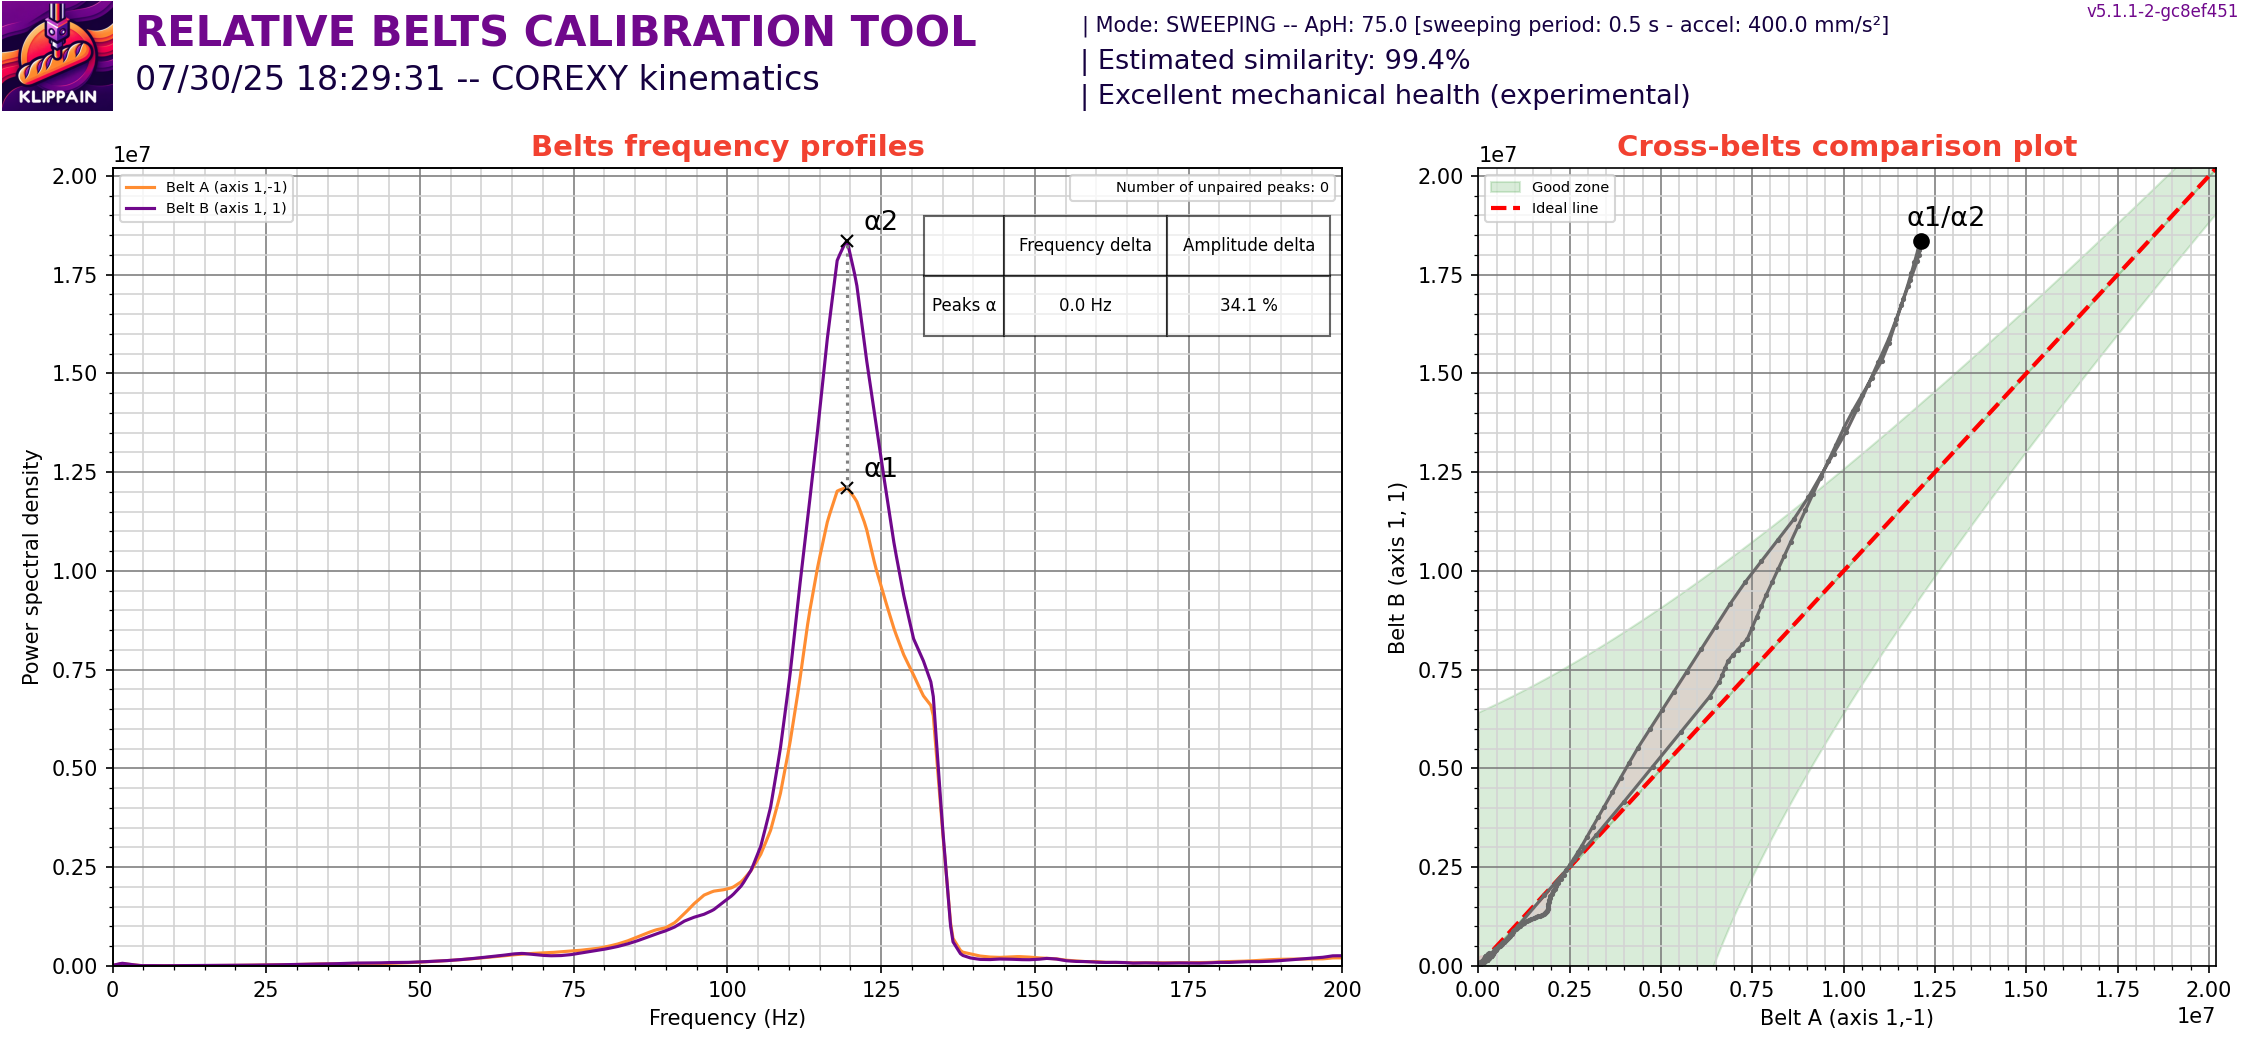 KLIPPAIN
RELATIVE BELTS CALIBRATION TOOL
07/30/25 18:29:31 -- COREXY kinematics
| Mode: SWEEPING -- ApH: 75.0 [sweeping period: 0.5 s - accel: 400.0 mm/s²]
| Estimated similarity: 99.4%
| Excellent mechanical health (experimental)
v5.1.1-2-gc8ef451
Belts frequency profiles
1e7
2.00
1.75
1.50
1.25
1.00
0.75
0.50
0.25
0.00
Power spectral density
Belt A (axis 1,-1)
Belt B (axis 1, 1)
Number of unpaired peaks: 0
Frequency delta Amplitude delta
Peaks α 0.0 Hz 34.1 %
α2
α1
0 25 50 75 100 125 150 175 200
Frequency (Hz)
Cross-belts comparison plot
1e7
2.00
1.75
1.50
1.25
1.00
0.75
0.50
0.25
0.00
Belt B (axis 1, 1)
Good zone
Ideal line
α1/α2
0.00 0.25 0.50 0.75 1.00 1.25 1.50 1.75 2.00
Belt A (axis 1,-1)
1e7